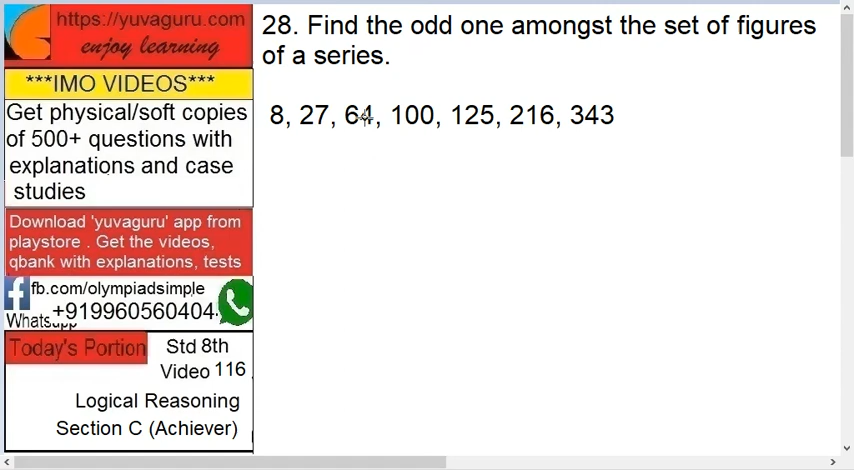 https://yuvaguru.com
enjoy learning
***IMO VIDEOS***
Get physical/soft copies
of 500+ questions with
explanations and case
studies
Download 'yuvaguru' app from
playstore . Get the videos,
qbank with explanations, tests
fb.com/olympiadsimple
+919960560404
Whatsupp
Today's Portion
Std 8th
Video 116
Logical Reasoning
Section C (Achiever)
28. Find the odd one amongst the set of figures
of a series.
8, 27, 64, 100, 125, 216, 343